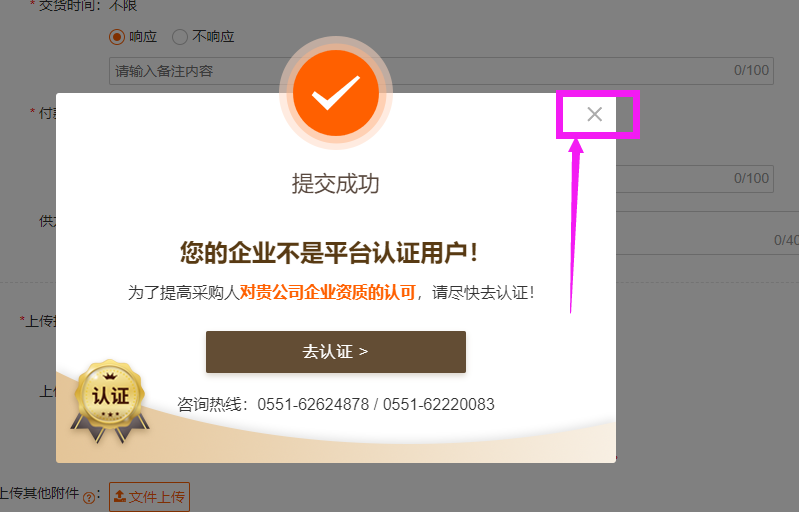 * 交货时间：不限
响应 不响应
请输入备注内容 0/100
* 付
提交成功
0/100
供
您的企业不是平台认证用户！
0/40
为了提高采购人对贵公司企业资质的认可，请尽快去认证！
*上传
去认证 >
上
认证
咨询热线：0551-62624878 / 0551-62220083
上传其他附件 ? ： 文件上传